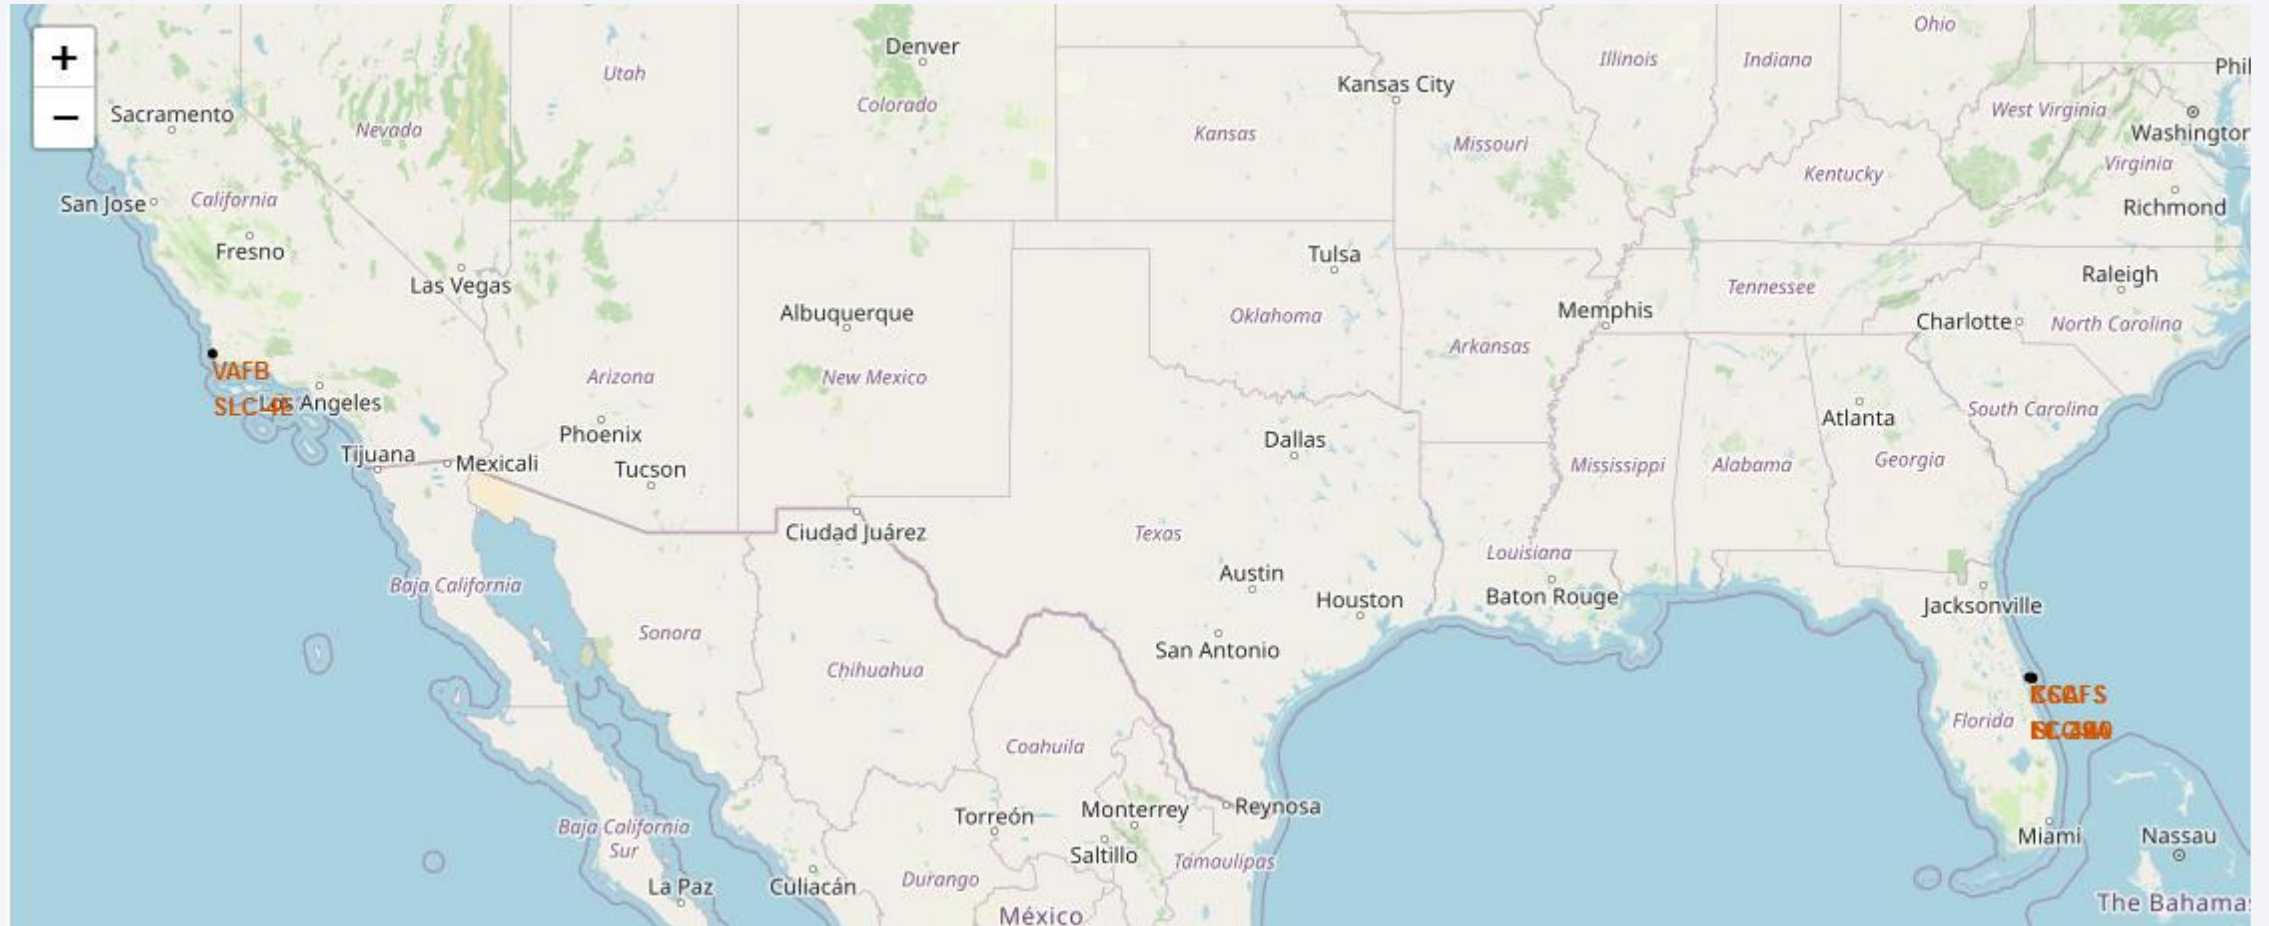 +
−
Denver
Ohio
Utah
Illinois
Indiana
Phil
Kansas City
Colorado
Sacramento
Nevada
Kansas
Missouri
West Virginia
Washington
Virginia
Kentucky
San Jose
California
Richmond
Fresno
Tulsa
Las Vegas
Raleigh
Tennessee
Albuquerque
Oklahoma
Memphis
Charlotte
North Carolina
Arkansas
VAFB
SLC-4E
Arizona
New Mexico
Los Angeles
South Carolina
Atlanta
Phoenix
Dallas
Tijuana
Mexicali
Tucson
Mississippi
Alabama
Georgia
Ciudad Juárez
Texas
Louisiana
Austin
Baja California
Houston
Baton Rouge
Jacksonville
Sonora
San Antonio
Chihuahua
Florida
Coahuila
Torreón
Monterrey
Reynosa
Baja California
Sur
Miami
Nassau
Saltillo
Tamaulipas
La Paz
Culiacán
Durango
México
The Bahamas